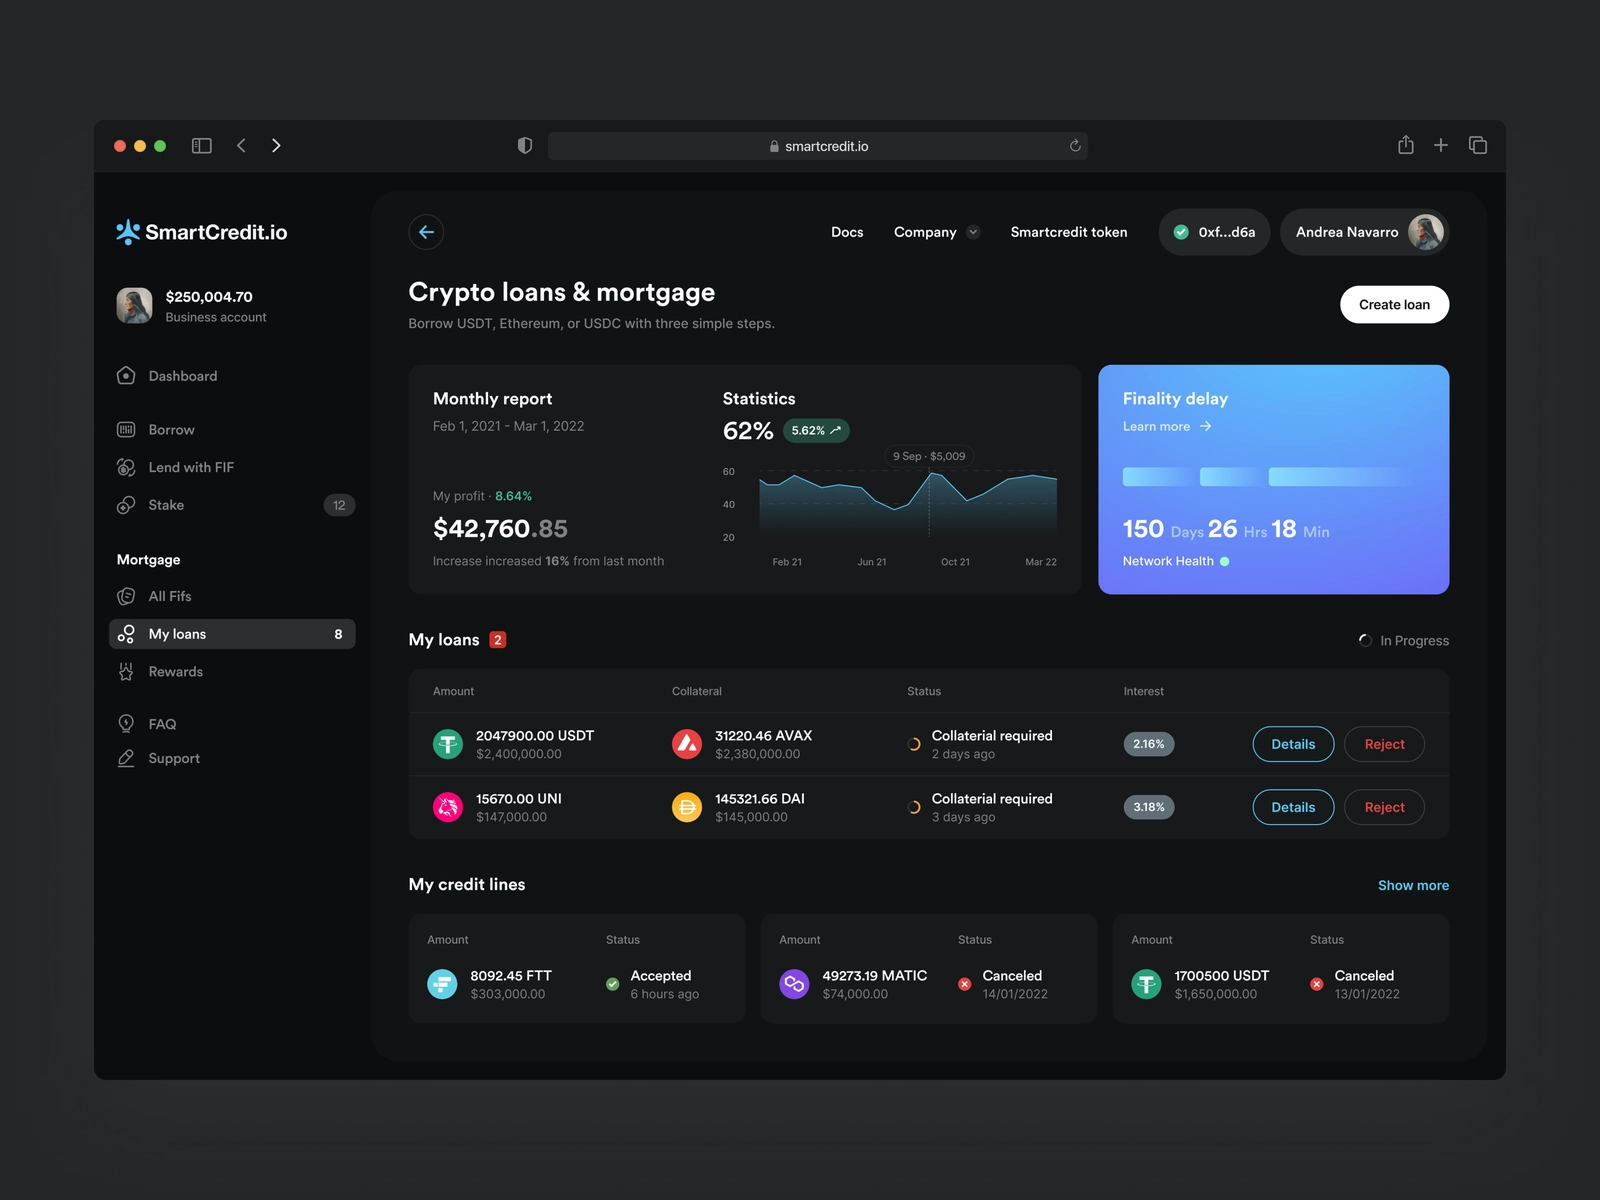 smartcredit.io
SmartCredit.io
Docs
Company
Smartcredit token
0xf...d6a
Andrea Navarro
$250,004.70
Business account
Dashboard
Borrow
Lend with FIF
Stake
12
Mortgage
All Fifs
My loans
8
Rewards
FAQ
Support
Crypto loans & mortgage
Borrow USDT, Ethereum, or USDC with three simple steps.
Create loan
Monthly report
Feb 1, 2021 - Mar 1, 2022
My profit · 8.64%
$42,760.85
Increase increased 16% from last month
Statistics
62%
5.62%
9 Sep · $5,009
60
40
20
Feb 21
Jun 21
Oct 21
Mar 22
Finality delay
Learn more
150 Days 26 Hrs 18 Min
Network Health
My loans
2
In Progress
Amount
Collateral
Status
Interest
2047900.00 USDT
$2,400,000.00
31220.46 AVAX
$2,380,000.00
Collaterial required
2 days ago
2.16%
Details
Reject
15670.00 UNI
$147,000.00
145321.66 DAI
$145,000.00
Collaterial required
3 days ago
3.18%
Details
Reject
My credit lines
Show more
Amount
Status
8092.45 FTT
$303,000.00
Accepted
6 hours ago
Amount
Status
49273.19 MATIC
$74,000.00
Canceled
14/01/2022
Amount
Status
1700500 USDT
$1,650,000.00
Canceled
13/01/2022